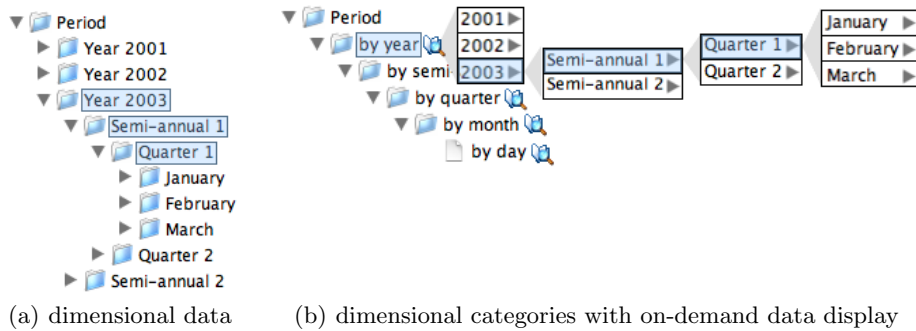 Period
Year 2001
Year 2002
Year 2003
Semi-annual 1
Quarter 1
January
February
March
Quarter 2
Semi-annual 2
(a) dimensional data
Period
by year
by semi-
by quarter
by month
by day
2001
2002
2003
Semi-annual 1
Semi-annual 2
Quarter 1
Quarter 2
January
February
March
(b) dimensional categories with on-demand data display